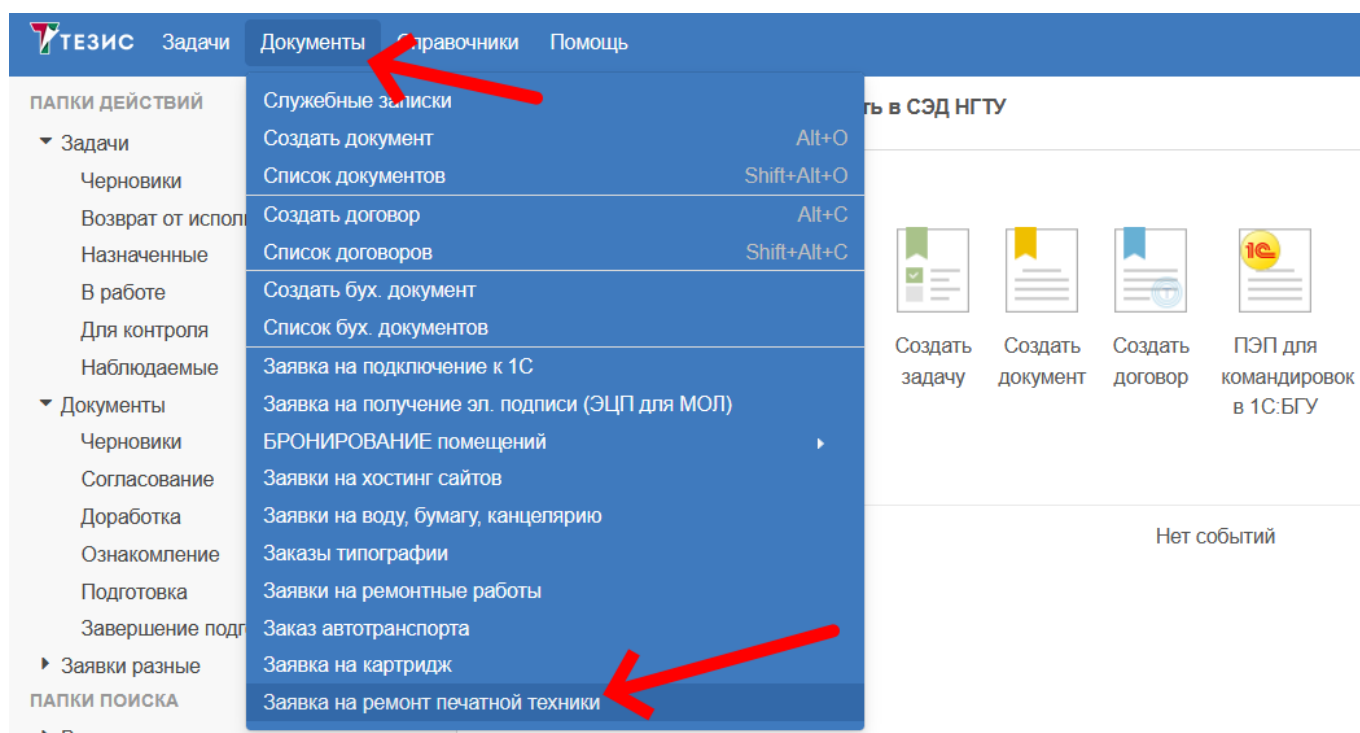 ТЕЗИС Задачи Документы Справочники Помощь
ПАПКИ ДЕЙСТВИЙ
Задачи
Черновики
Возврат от
Назначенные
В работе
Для контроля
Наблюдаемые
Документы
Черновики
Согласование
Доработка
Ознакомление
Подготовка
Завершение
Заявки разные
ПАПКИ ПОИСКА
Служебные записки
Создать документ Alt+O
Список документов Shift+Alt+O
Создать договор Alt+C
Список договоров Shift+Alt+C
Создать бух. документ
Список бух. документов
Заявка на подключение к 1С
Заявка на получение эл. подписи (ЭЦП для МОЛ)
БРОНИРОВАНИЕ помещений
Заявки на хостинг сайтов
Заявки на воду, бумагу, канцелярию
Заказы типографии
Заявки на ремонтные работы
Заказ автотранспорта
Заявка на картридж
Заявка на ремонт печатной техники
в СЭД НГТУ
1С
Создать
задачу
Создать
документ
Создать
договор
ПЭП для
командировок
в 1С:БГУ
Нет событий